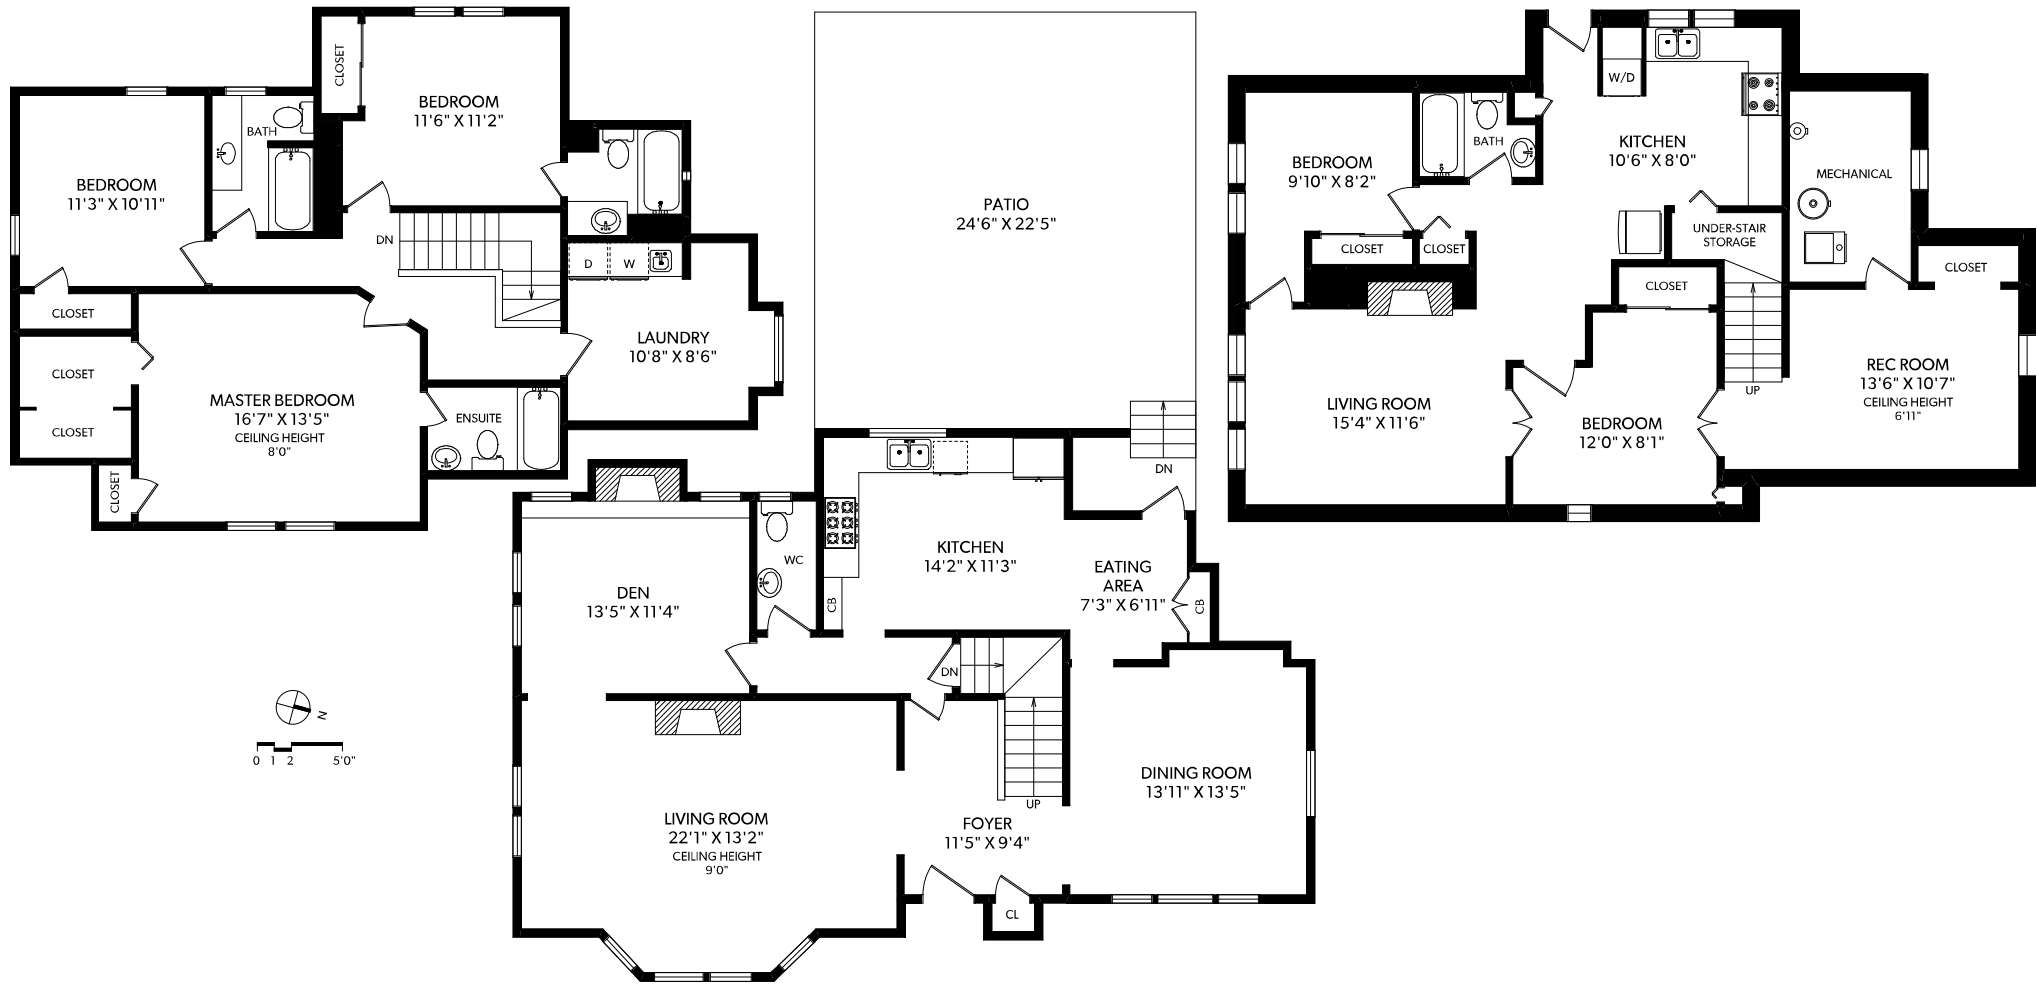 CLOSET
BEDROOM
11'6" X 11'2"
BATH
BEDROOM
11'3" X 10'11"
DN
D
W
CLOSET
LAUNDRY
10'8" X 8'6"
CLOSET
MASTER BEDROOM
16'7" X 13'5"
CEILING HEIGHT
8'0"
CLOSET
ENSUITE
CLOSET
PATIO
24'6" X 22'5"
DN
KITCHEN
14'2" X 11'3"
WC
EATING
AREA
7'3" X 6'11"
CB
CB
DEN
13'5" X 11'4"
DN
N
0 1 2 5'0"
UP
DINING ROOM
13'11" X 13'5"
LIVING ROOM
22'1" X 13'2"
CEILING HEIGHT
9'0"
FOYER
11'5" X 9'4"
CL
W/D
BATH
KITCHEN
10'6" X 8'0"
BEDROOM
9'10" X 8'2"
MECHANICAL
UNDER-STAIR
STORAGE
CLOSET
CLOSET
CLOSET
CLOSET
REC ROOM
13'6" X 10'7"
CEILING HEIGHT
6'11"
UP
LIVING ROOM
15'4" X 11'6"
BEDROOM
12'0" X 8'1"